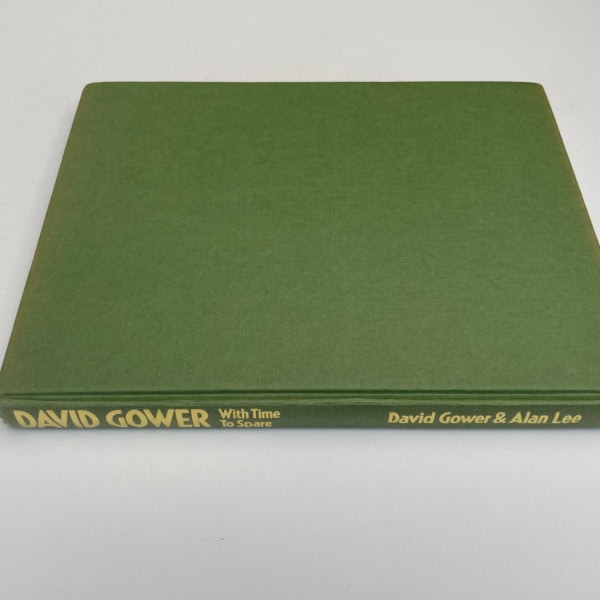 DAVID GOWER
With Time
To Spare
David Gower & Alan Lee